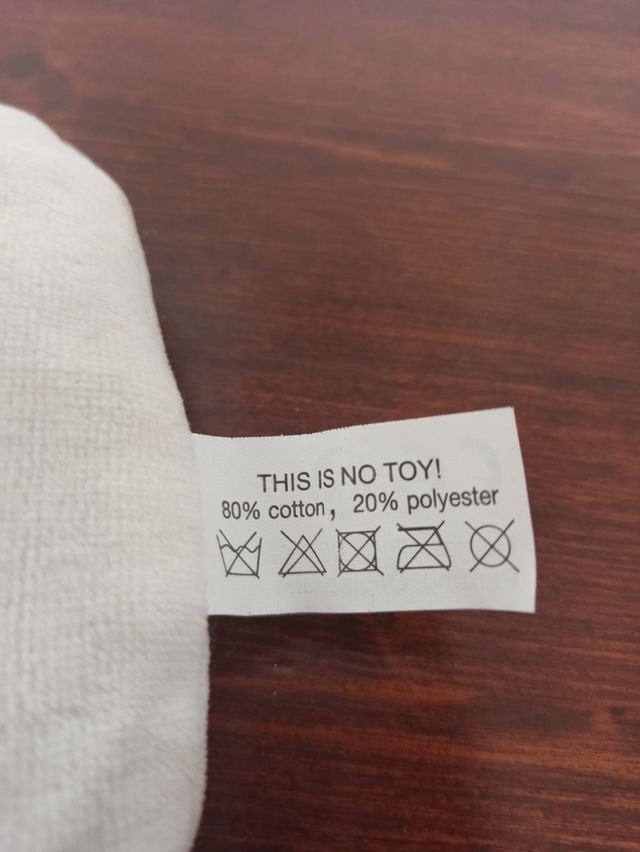 THIS IS NO TOY!
80% cotton, 20% polyester